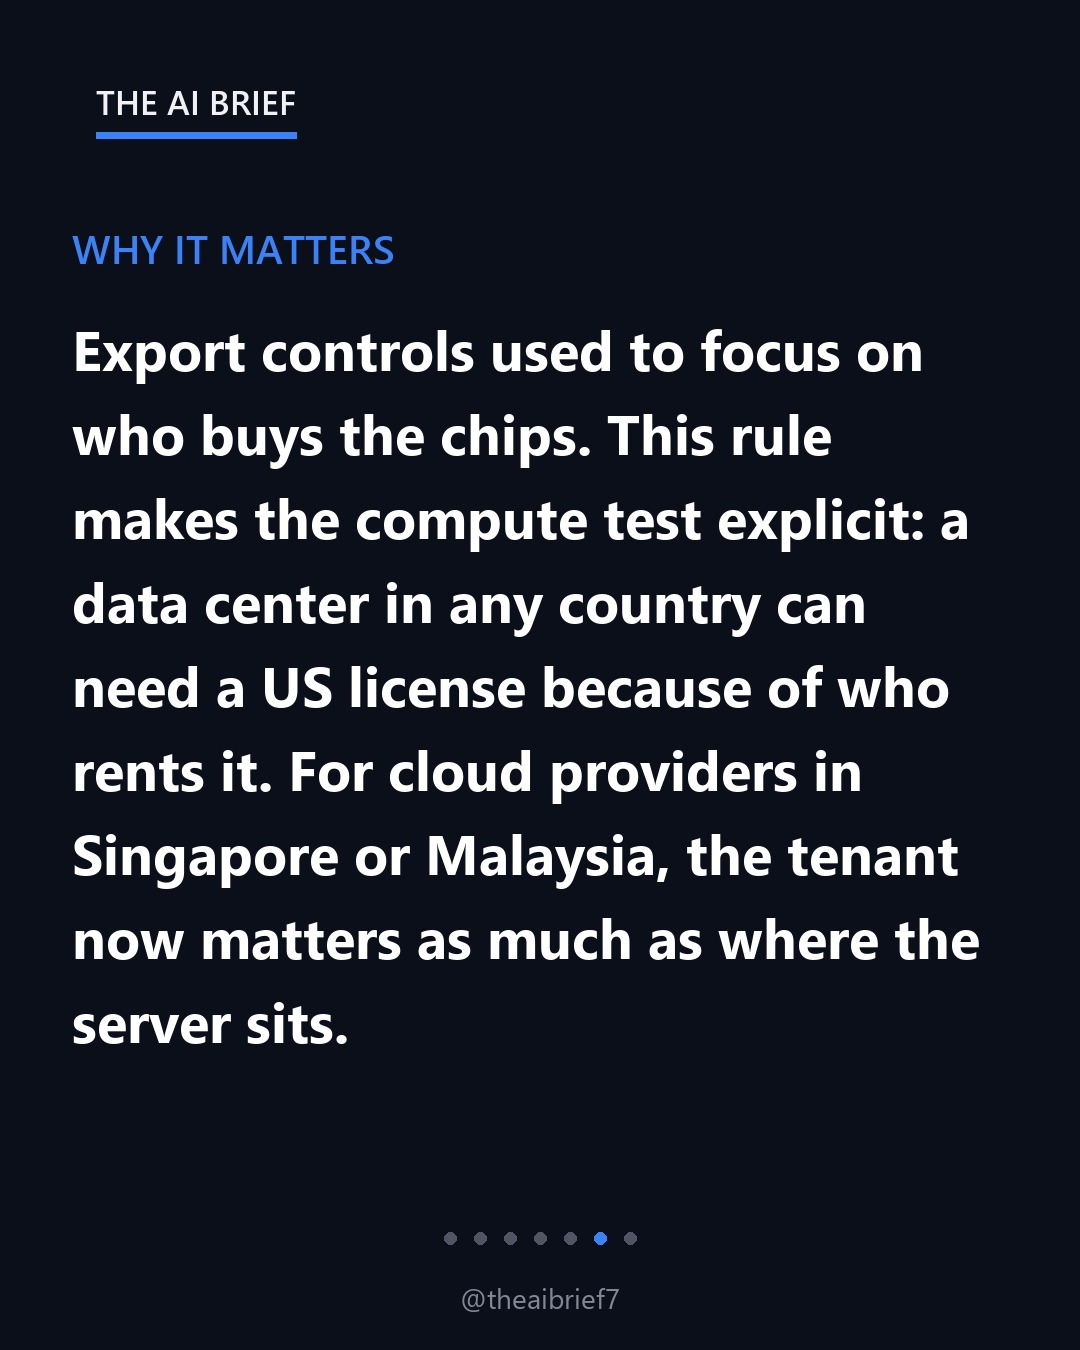 THE AI BRIEF
WHY IT MATTERS
Export controls used to focus on
who buys the chips. This rule
makes the compute test explicit: a
data center in any country can
need a US license because of who
rents it. For cloud providers in
Singapore or Malaysia, the tenant
now matters as much as where the
server sits.
@theaibrief7